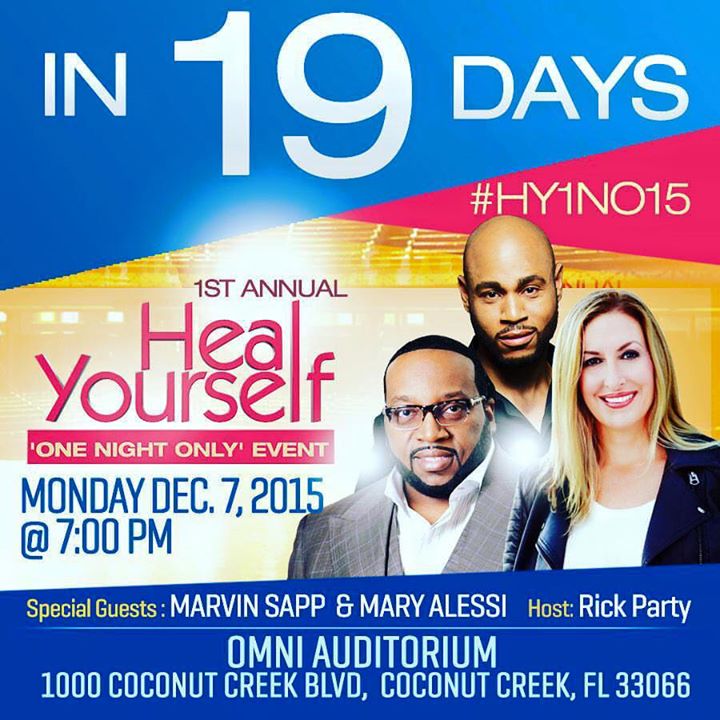 IN 19 DAYS
#HY1NO15
1ST ANNUAL
Heal
Yourself
'ONE NIGHT ONLY' EVENT
MONDAY DEC. 7, 2015
@ 7:00 PM
Special Guests : MARVIN SAPP & MARY ALESSI Host: Rick Party
OMNI AUDITORIUM
1000 COCONUT CREEK BLVD, COCONUT CREEK, FL 33066